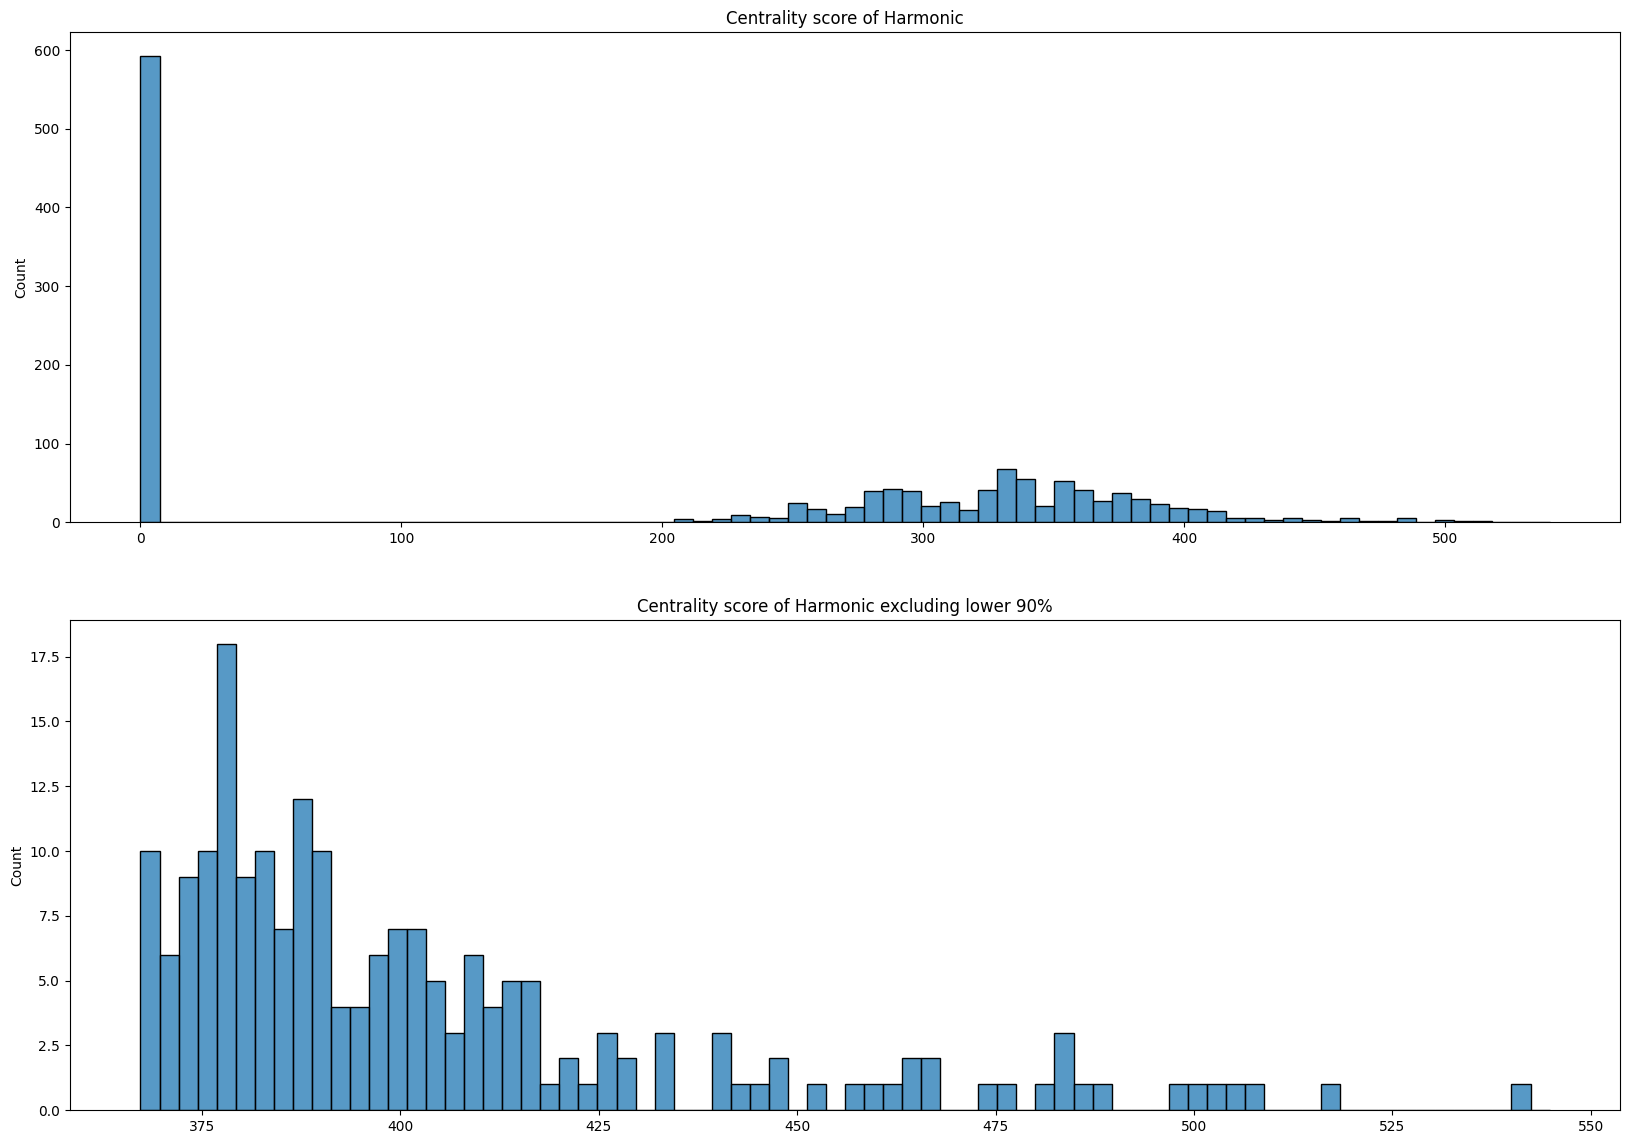 Centrality score of Harmonic
600
500
400
300
200
100
0
Count
0 100 200 300 400 500
Centrality score of Harmonic excluding lower 90%
17.5
15.0
12.5
10.0
7.5
5.0
2.5
0.0
Count
375 400 425 450 475 500 525 550